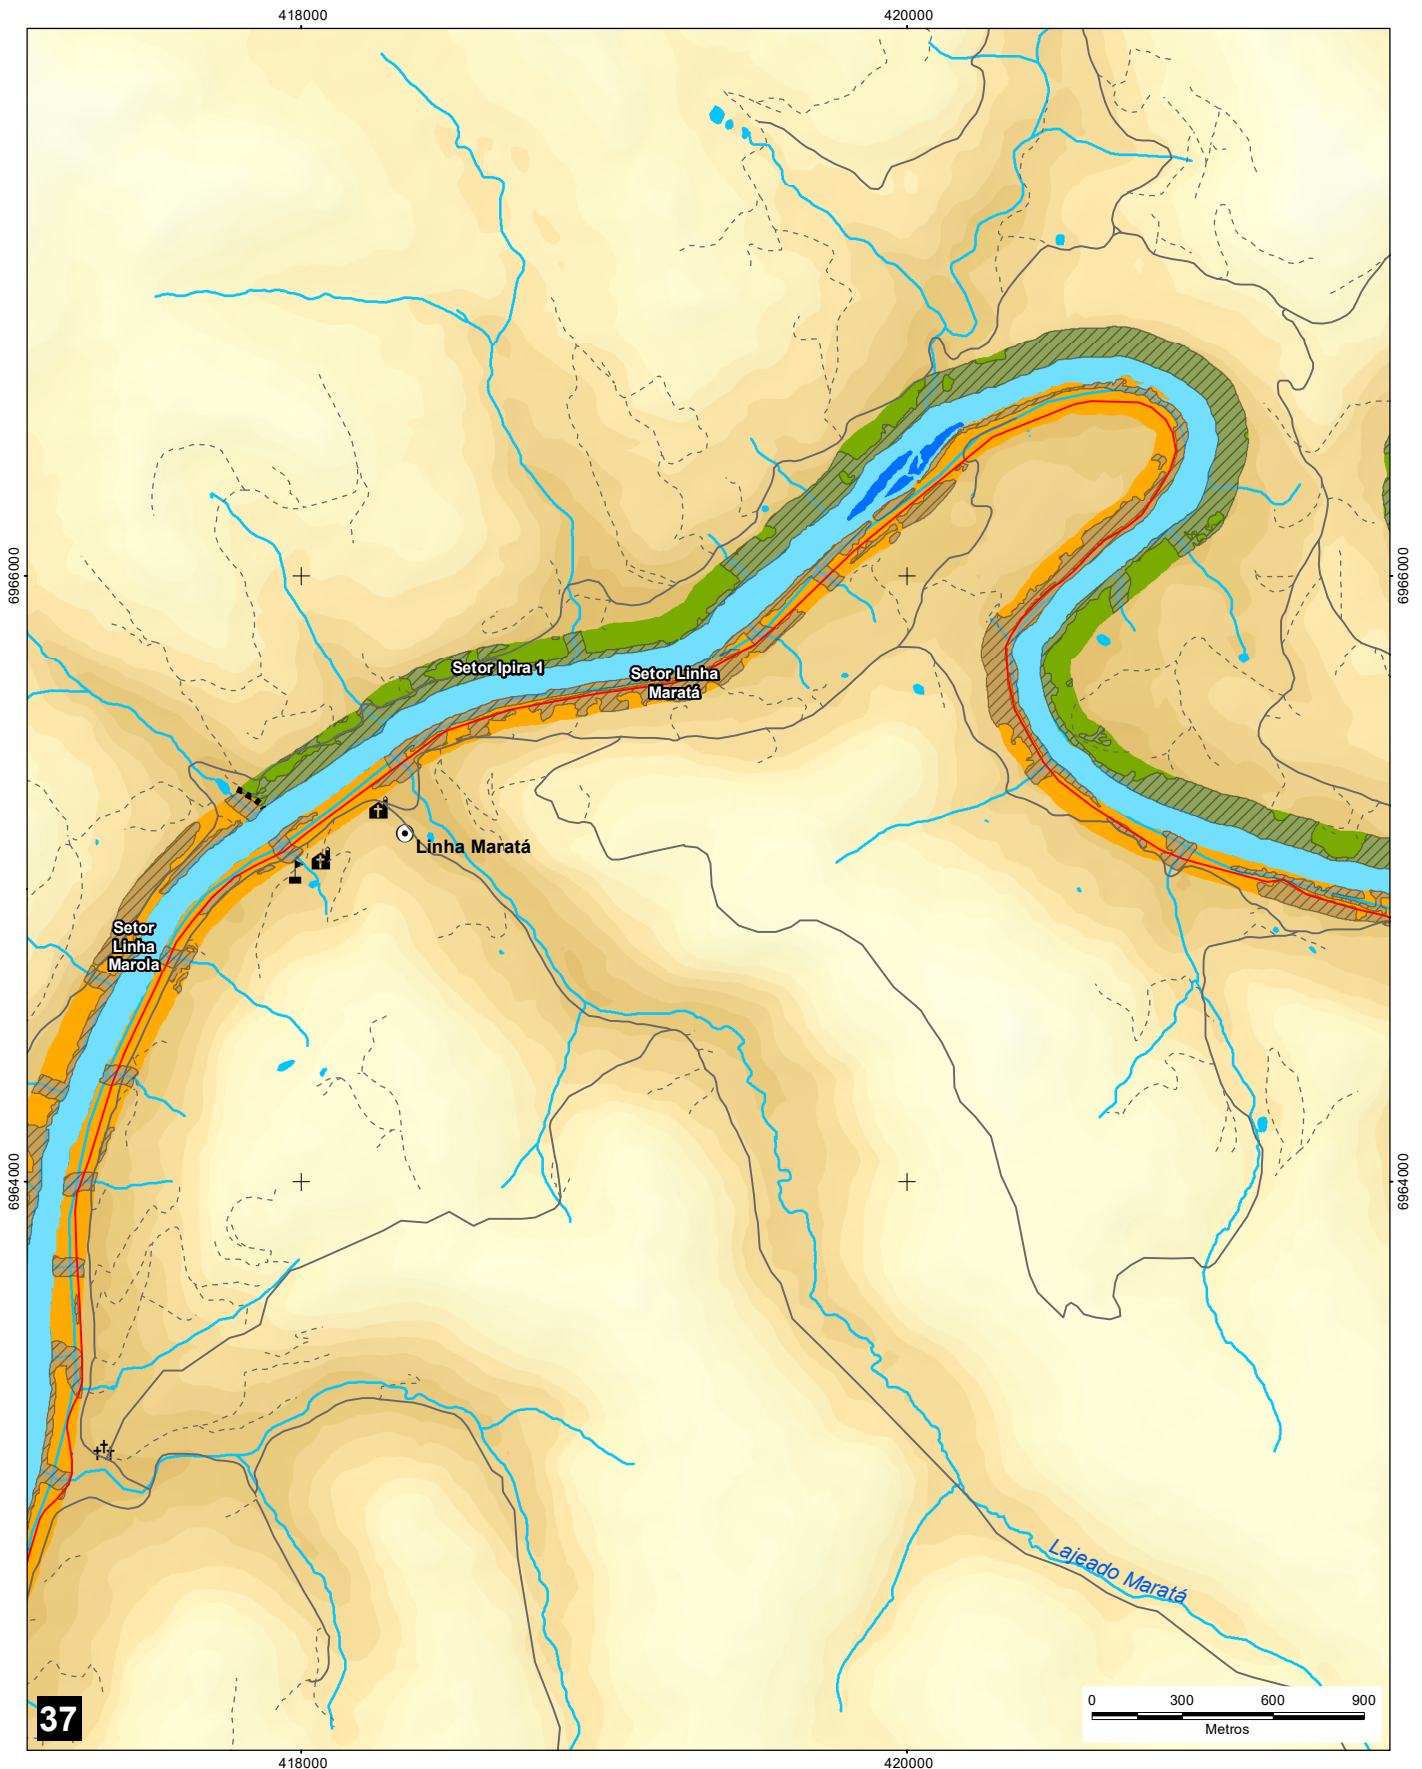 418000
420000
6966000
6966000
Setor Ipira 1
Setor Linha
Maratá
Linha Maratá
Setor
Linha
Marola
6964000
6964000
Lajeado Maratá
37
0 300 600 900
Metros
418000
420000